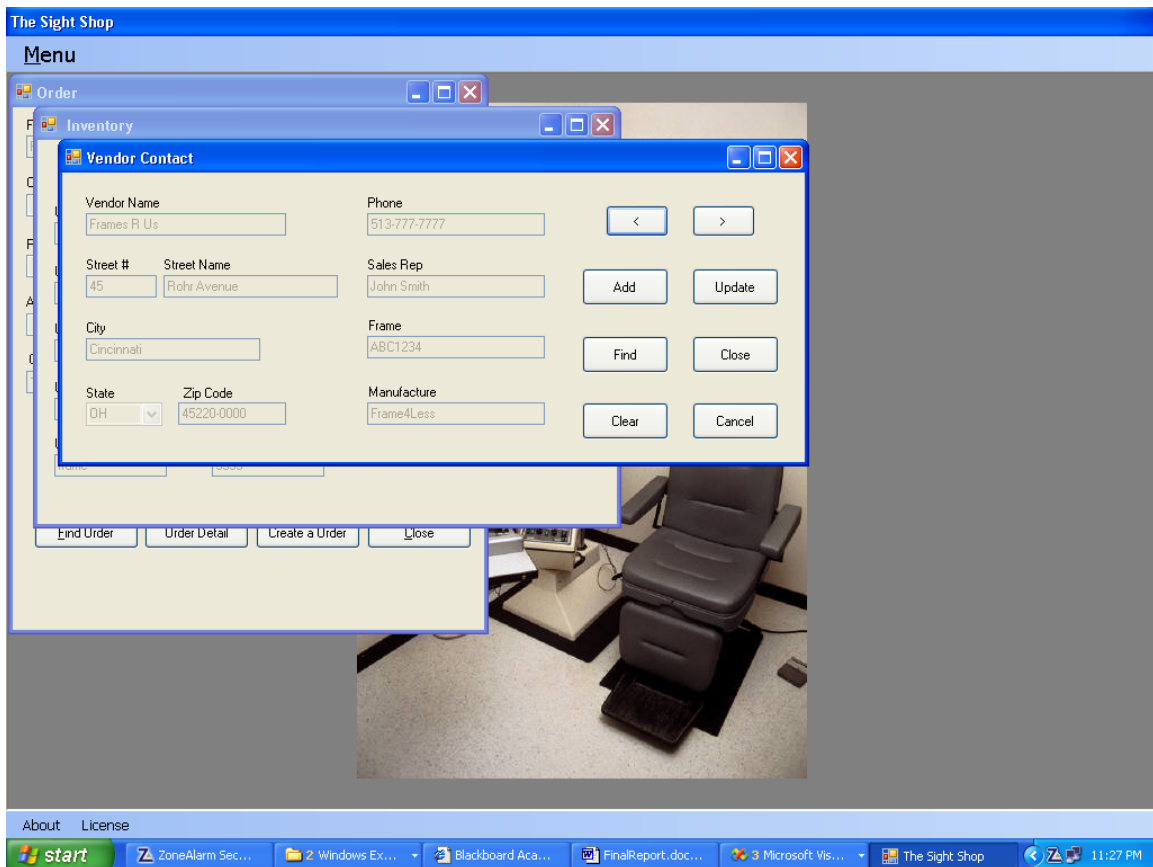 The Sight Shop
Menu
Order
Inventory
Vendor Contact
Vendor Name
Phone
Frames R Us
513-777-7777
< >
Street # Street Name
Sales Rep
45 Rohr Avenue
John Smith
Add Update
City
Frame
Cincinnati
ABC1234
Find Close
State Zip Code
Manufacture
OH 45220-0000
Frame4Less
Clear Cancel
frame
Find Order Order Detail Create a Order Close
About License
start ZoneAlarm Sec... 2 Windows Ex... Blackboard Aca... FinalReport.doc... 3 Microsoft Vis... The Sight Shop 11:27 PM